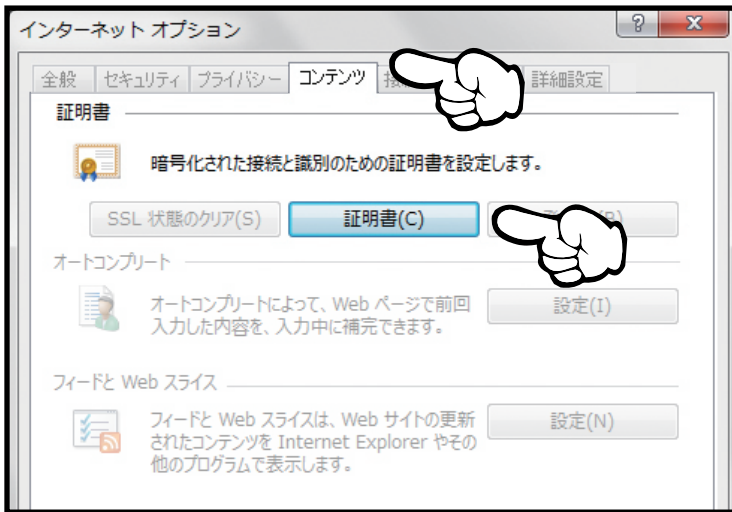 インターネット オプション
全般 セキュリティ プライバシー コンテンツ 詳細設定
証明書
暗号化された接続と識別のための証明書を設定します。
SSL 状態のクリア(S) 証明書(C)
オートコンプリート
オートコンプリートによって、Web ページで前回
入力した内容を、入力中に補完できます。
設定(I)
フィードと Web スライス
フィードと Web スライスは、Web サイトの更新
されたコンテンツを Internet Explorer やその
他のプログラムで表示します。
設定(N)